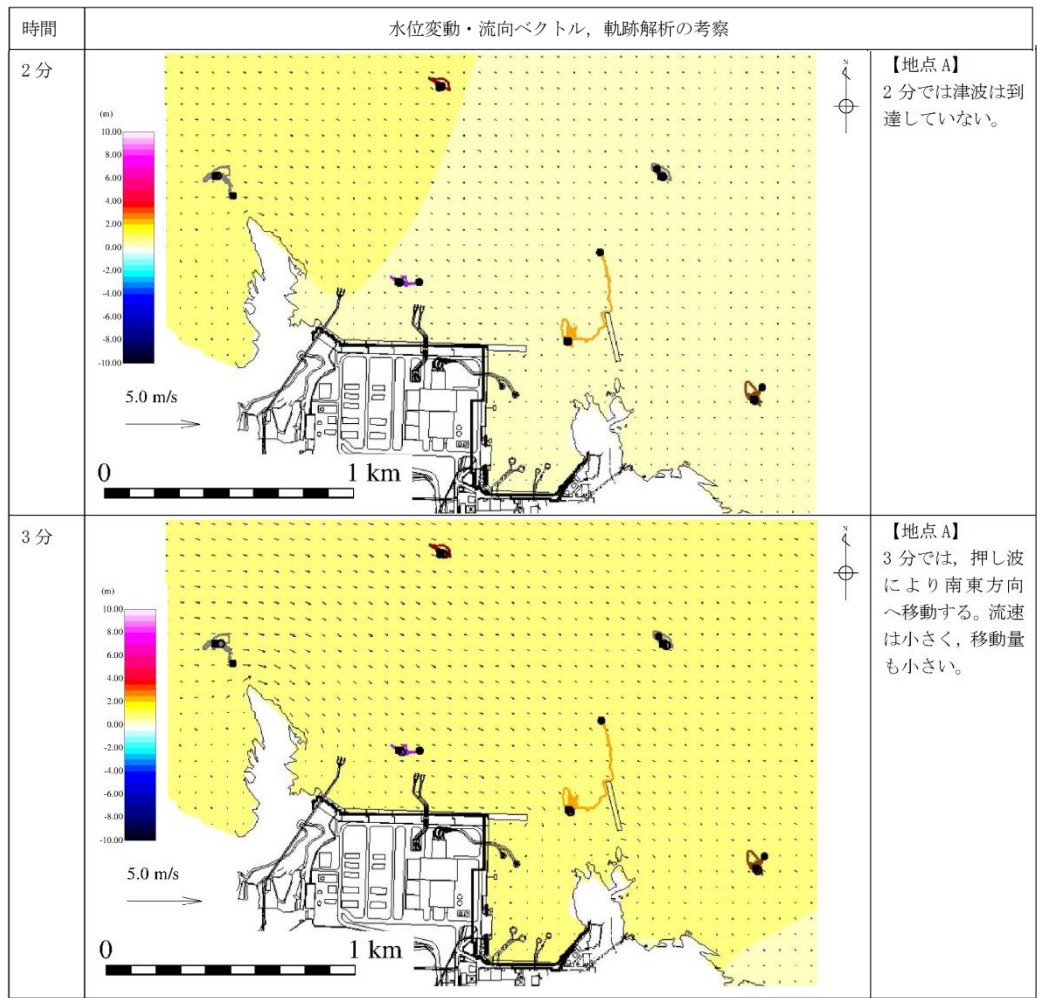 時間
水位変動・流向ベクトル，軌跡解析の考察
2分
(m)
10.00
8.00
6.00
4.00
2.00
0.00
-2.00
-4.00
-6.00
-8.00
-10.00
5.0 m/s
0
1 km
N
【地点A】
2分では津波は到
達していない。
3分
(m)
10.00
8.00
6.00
4.00
2.00
0.00
-2.00
-4.00
-6.00
-8.00
-10.00
5.0 m/s
0
1 km
N
【地点A】
3分では，押し波
により南東方向
へ移動する。流速
は小さく，移動量
も小さい。